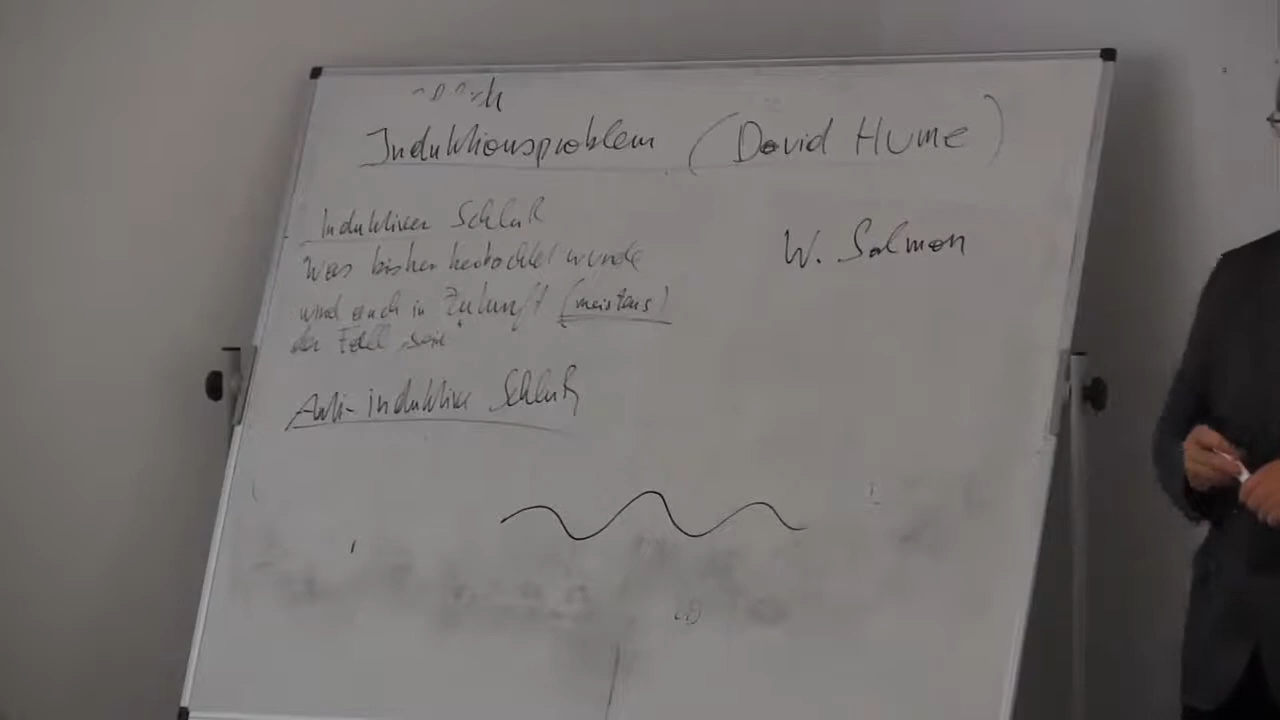 Induktionsproblem (David Hume)
Induktiver Schluß
Was bisher beobachtet wurde
wird auch in Zukunft (meistens)
der Fall sein
W. Salmon
Anti-induktiver Schluß